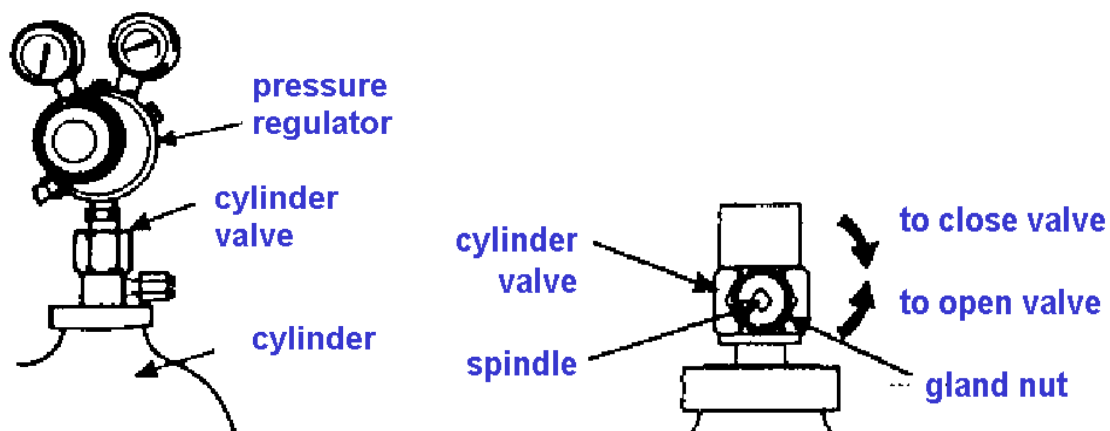 pressure
regulator
cylinder
valve
cylinder
cylinder
valve
spindle
to close valve
to open valve
gland nut